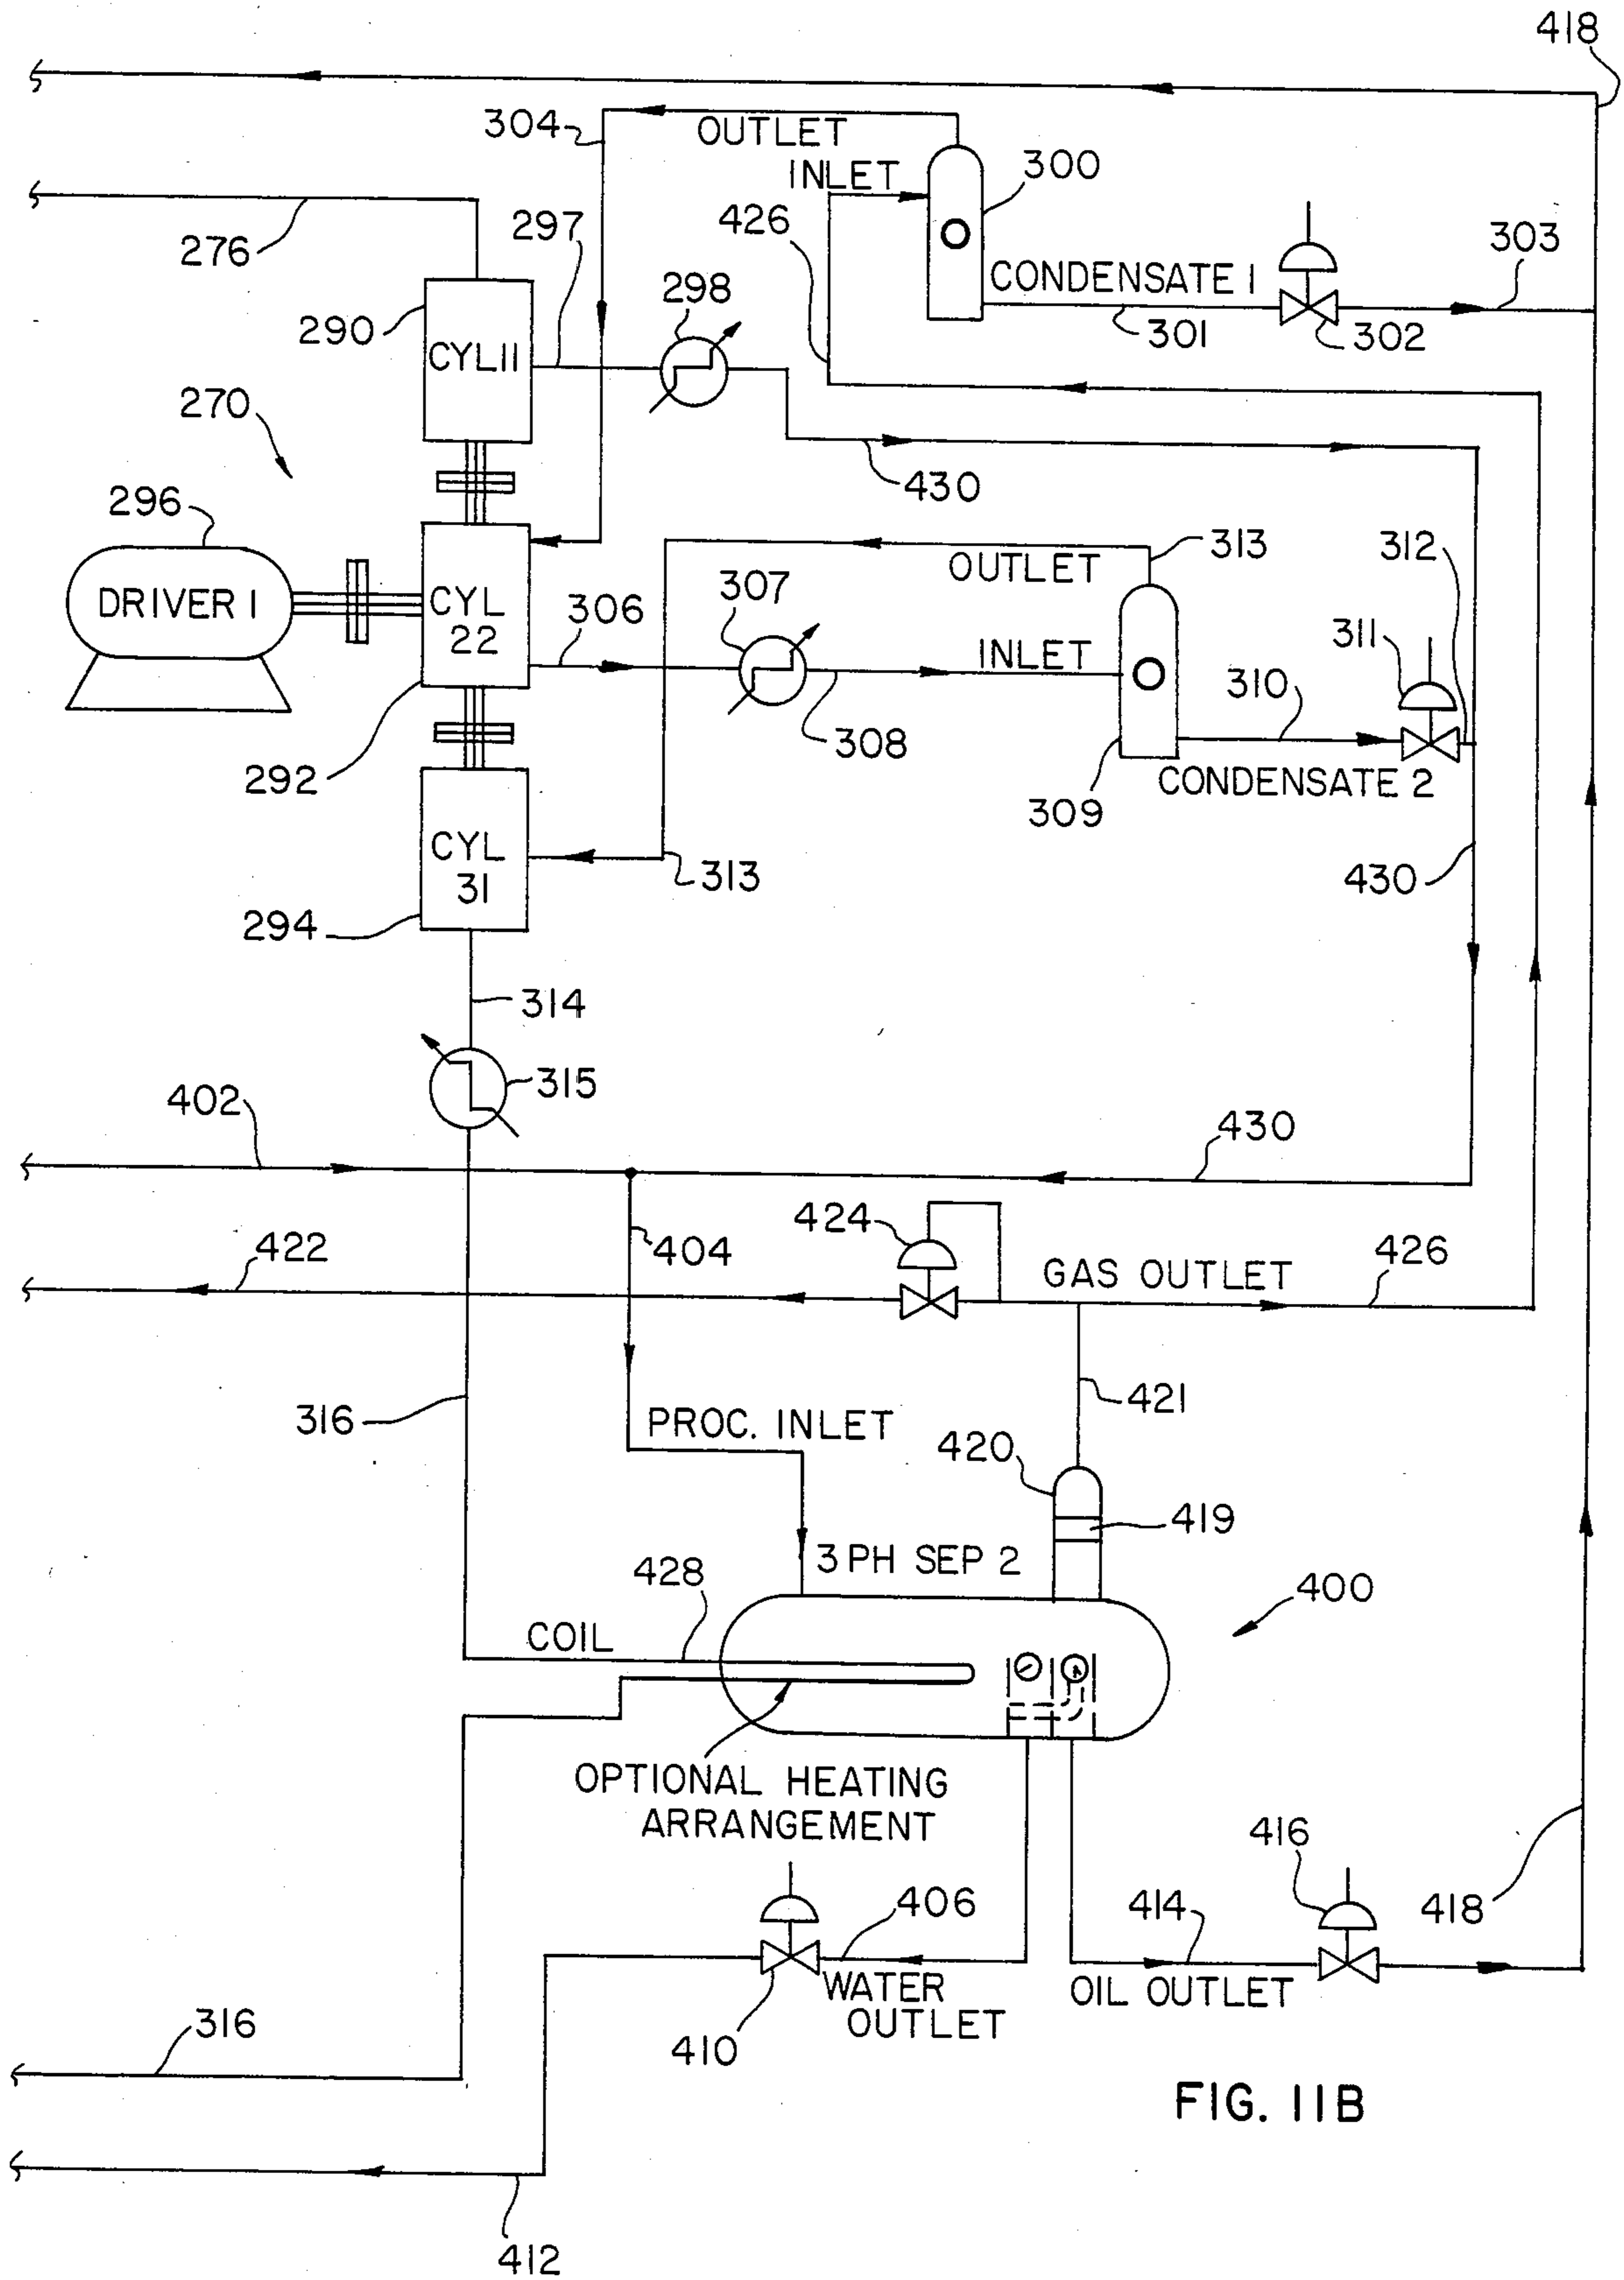 418
304
OUTLET
INLET
300
276
297
426
303
298
CONDENSATE 1
290
CYL 11
301
302
270
430
296
313
312
OUTLET
DRIVER 1
CYL
22
306
307
INLET
311
310
308
292
309
CONDENSATE 2
CYL
31
313
430
294
314
315
402
430
424
404
422
GAS OUTLET
426
316
PROC. INLET
421
420
419
3 PH SEP 2
428
400
COIL
OPTIONAL HEATING
ARRANGEMENT
416
406
414
418
WATER
OUTLET
OIL OUTLET
316
410
FIG. 11B
412